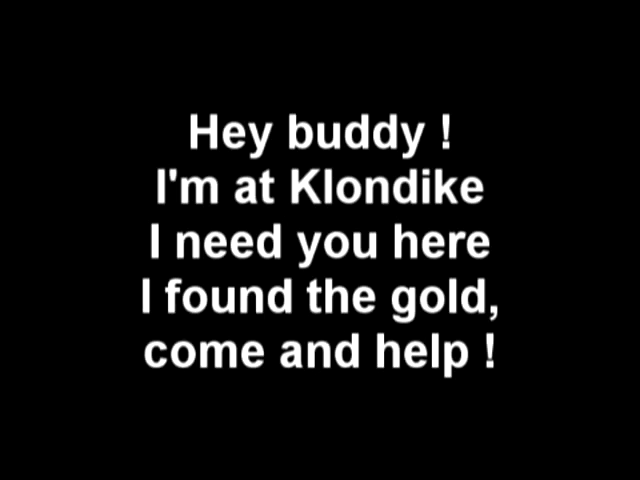 Hey buddy !
I'm at Klondike
I need you here
I found the gold,
come and help !